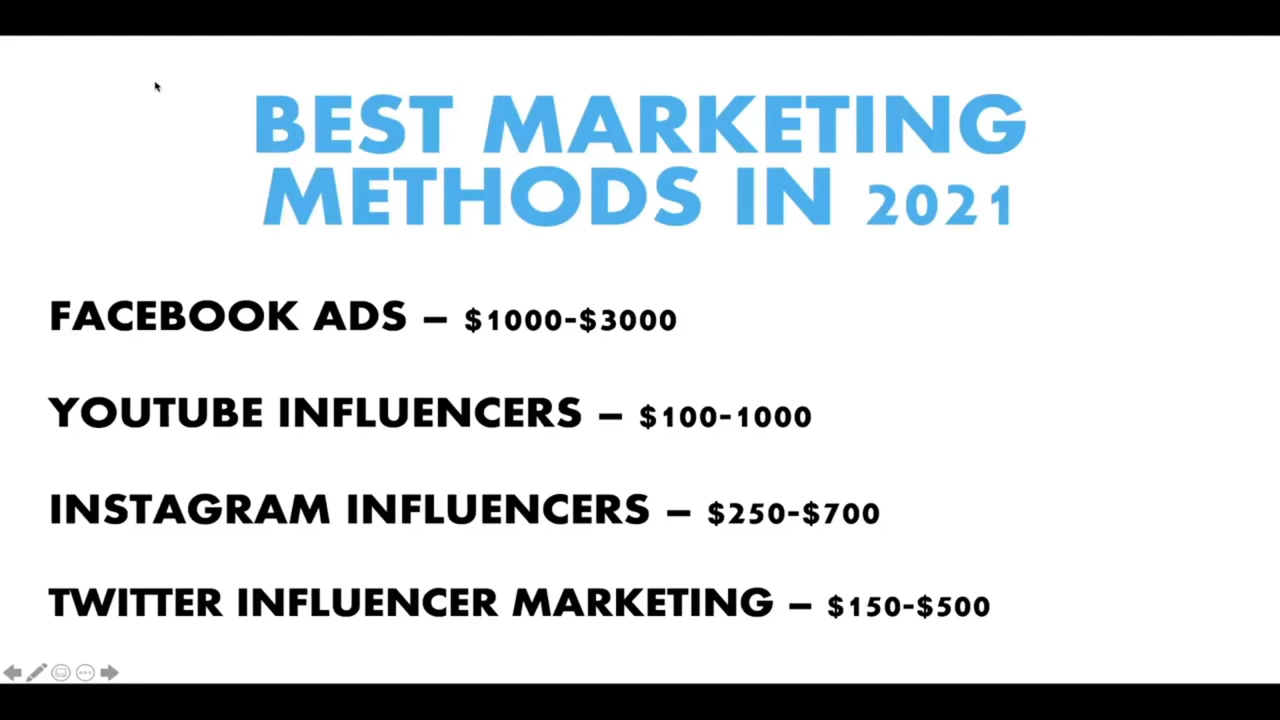 BEST MARKETING
METHODS IN 2021
FACEBOOK ADS – $1000-$3000
YOUTUBE INFLUENCERS – $100-1000
INSTAGRAM INFLUENCERS – $250-$700
TWITTER INFLUENCER MARKETING – $150-$500